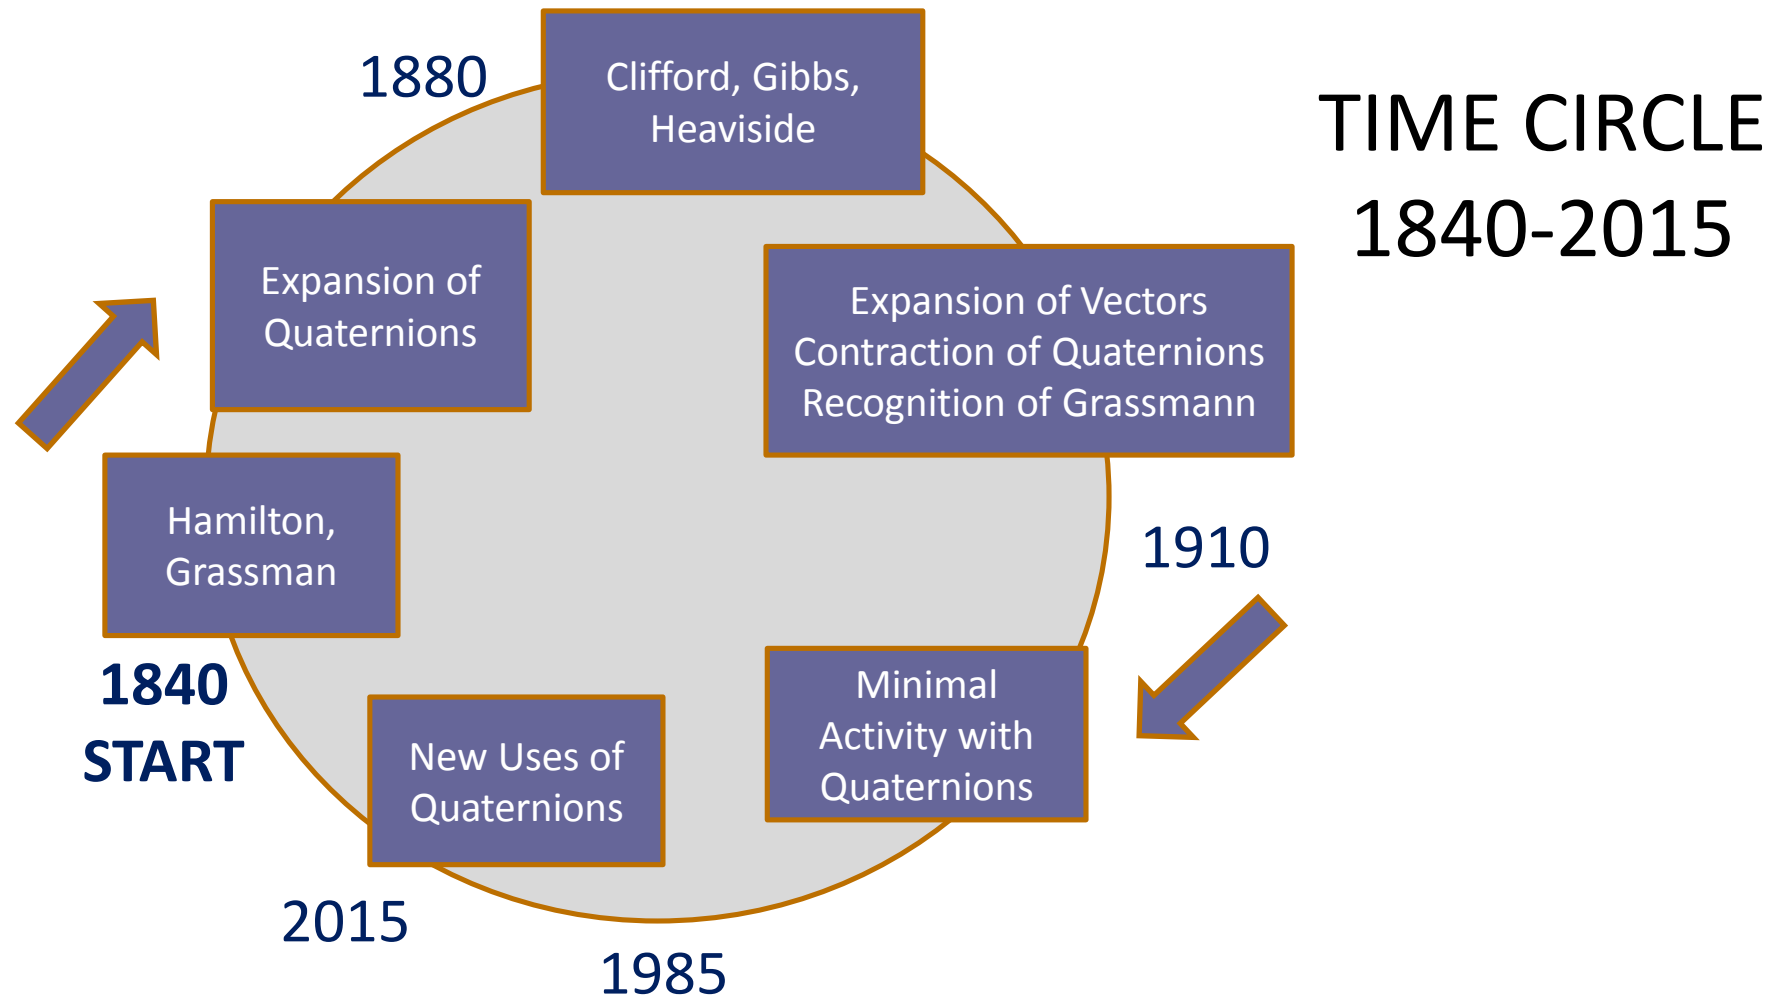 TIME CIRCLE
1840-2015
1880
Clifford, Gibbs,
Heaviside
Expansion of
Quaternions
Expansion of Vectors
Contraction of Quaternions
Recognition of Grassmann
Hamilton,
Grassman
1910
1840
START
Minimal
Activity with
Quaternions
New Uses of
Quaternions
2015
1985